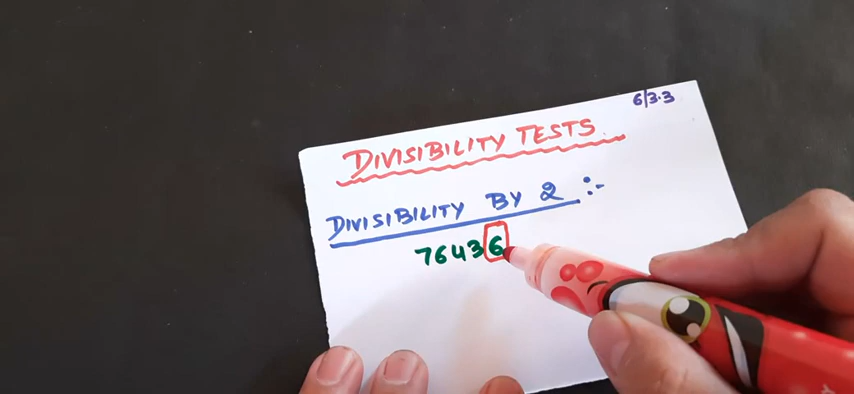 6/3.3
DIVISIBILITY TESTS.
DIVISIBILITY BY 2 :-
76436